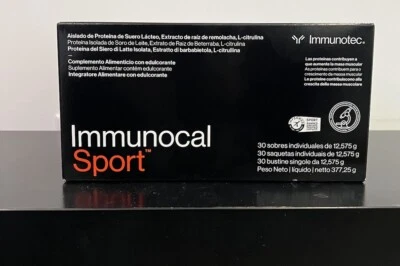 Aislado de Proteína de Suero Lácteo, Extracto de raíz de remolacha, L-citrulina
Proteína Isolada de Soro de Leite, Extrato de Raiz de Beterraba, L-citrulina
Proteine del Siero di Latte Isolate, Estratto di barbabietola, L-citrullina
Complemento Alimenticio con edulcorante
Suplemento Alimentar contém edulcorante
Integratore Alimentare con edulcorante
Immunotec®
Las proteínas contribuyen a
que aumente la masa muscular
As proteínas contribuem para o
crescimento da massa muscular
Le proteine contribuiscono alla
crescita della massa muscolare
Immunocal
Sport™
SPORT
30 sobres individuales de 12,575 g
30 saquetas individuais de 12,575 g
30 bustine singole da 12,575 g
Peso Neto | líquido | netto 377,25 g